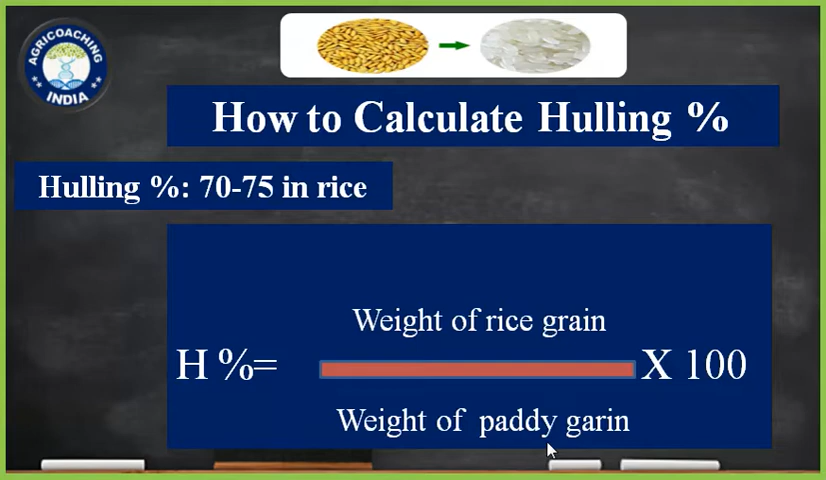 AGRICOACHING
INDIA
How to Calculate Hulling %
Hulling %: 70-75 in rice
Weight of rice grain
H %= X 100
Weight of paddy garin